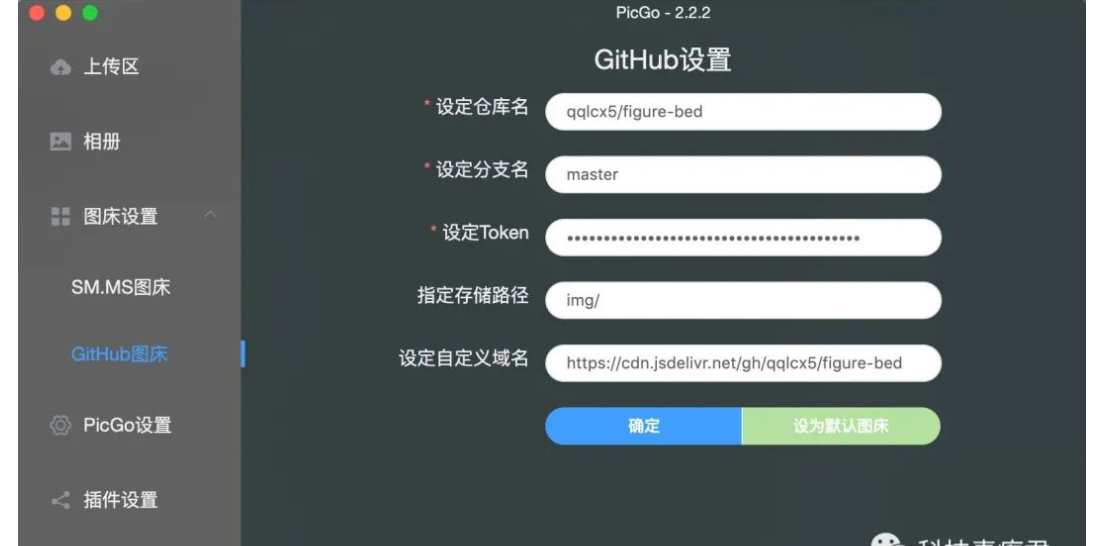 PicGo - 2.2.2
上传区
相册
图床设置
SM.MS图床
GitHub图床
PicGo设置
插件设置
GitHub设置
* 设定仓库名 qqlcx5/figure-bed
* 设定分支名 master
* 设定Token ••••••••••••••••••••••••••••••••••••••••
指定存储路径 img/
设定自定义域名 https://cdn.jsdelivr.net/gh/qqlcx5/figure-bed
确定 设为默认图床